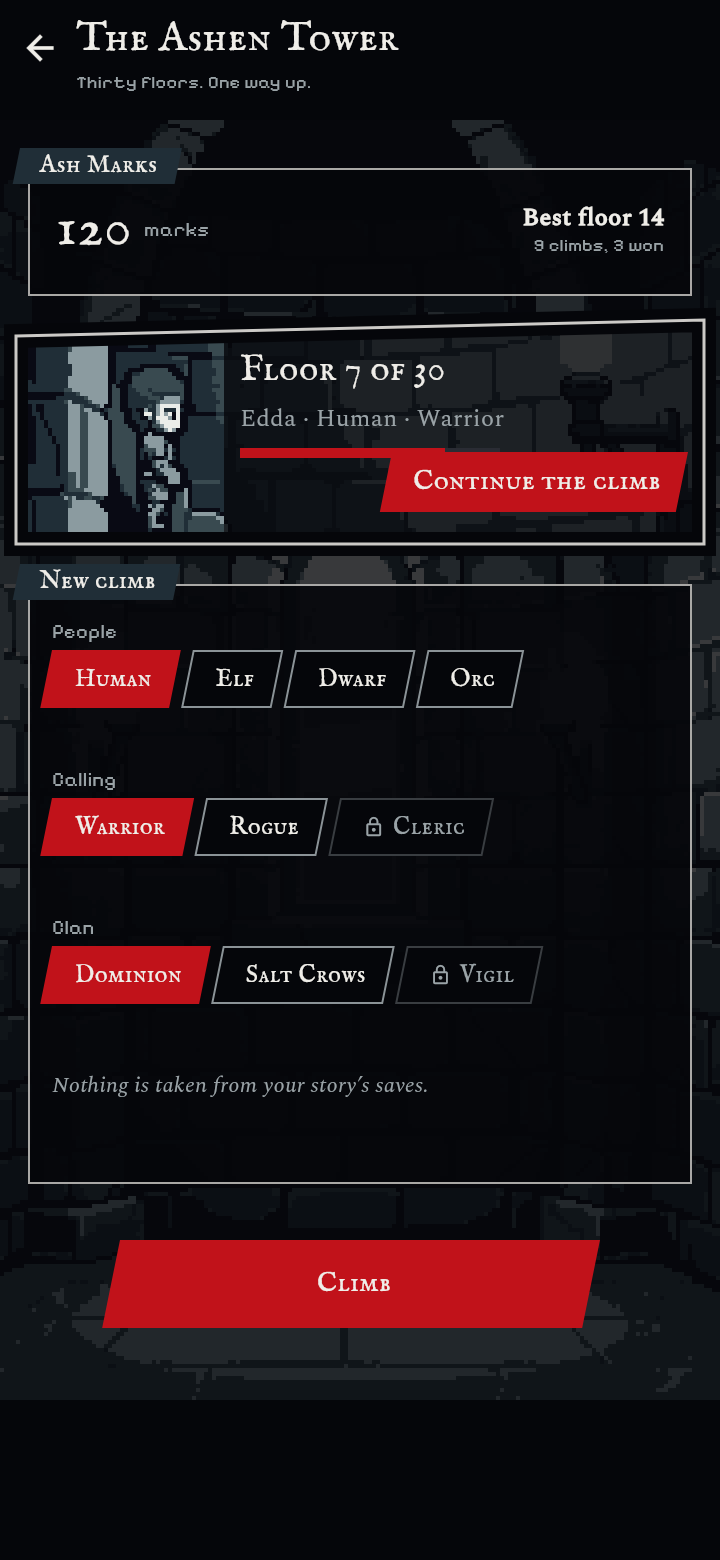 The Ashen Tower
Thirty floors. One way up.
Ash Marks
120 marks
Best floor 14
9 climbs, 3 won
Floor 7 of 30
Edda · Human · Warrior
Continue the climb
New climb
People
Human Elf Dwarf Orc
Calling
Warrior Rogue Cleric
Clan
Dominion Salt Crows Vigil
Nothing is taken from your story's saves.
Climb